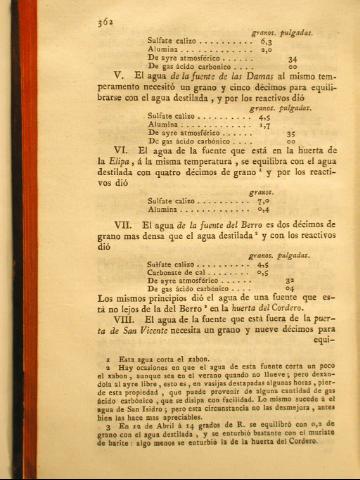 362
granos. pulgadas.
Sulfate calizo .......... 6,3
Alumina ............. 2,0
De ayre atmosférico ...... 34
De gas ácido carbonico .... 00
V. El agua de la fuente de las Damas al mismo tem-
peramento necesitó un grano y cinco décimos para equili-
brarse con el agua destilada, y por los reactivos dió
granos. pulgadas.
Sulfate calizo .......... 4,5
Alumina ............. 1,7
De ayre atmosférico ...... 35
De gas ácido carbonico .... 00
VI. El agua de la fuente que está en la huerta de
la Elipa, á la misma temperatura, se equilibra con el agua
destilada con quatro décimos de grano ¹ y por los reacti-
vos dió
granos.
Sulfate calizo .......... 7,0
Alumina ............. 0,4
VII. El agua de la fuente del Berro es dos décimos de
grano mas densa que el agua destilada ² y con los reactivos
dió
granos. pulgadas.
Sulfate calizo .......... 4,5
Carbonate de cal ........ 0,5
De ayre atmosférico ...... 32
De gas ácido carbonico .... 04
Los mismos principios dió el agua de una fuente que es-
tá no lejos de la del Berro ³ en la huerta del Cordero.
VIII. El agua de la fuente que está fuera de la puer-
ta de San Vicente necesita un grano y nueve décimos para
equi-
1 Esta agua corta el xabon.
2 Hay ocasiones en que el agua de esta fuente corta un poco
el xabon, aunque sea en el verano quando no llueve; pero dexan-
dola al ayre libre, esto es, en vasijas destapadas algunas horas, pier-
de esta propiedad, que puede provenir de alguna cantidad de gas
ácido carbónico, que se disipa con facilidad. Lo mismo sucede á el
agua de San Isidro; pero esta circunstancia no las desmejora, antes
bien las hace mas apreciables.
3 En 12 de Abril á 14 grados de R. se equilibró con 0,2 de
grano con el agua destilada, y se enturbió bastante con el muriate
de barite: algo menos se enturbió la de la huerta del Cordero.